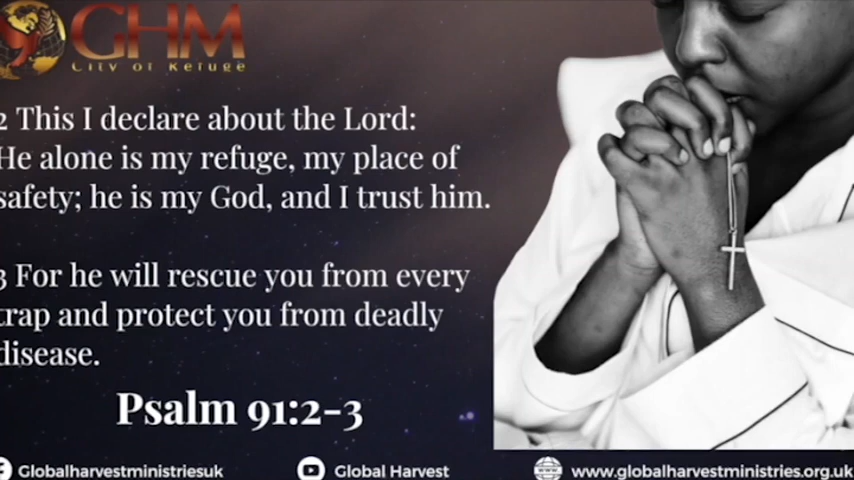 GHM
City of Refuge
2 This I declare about the Lord:
He alone is my refuge, my place of
safety; he is my God, and I trust him.
3 For he will rescue you from every
trap and protect you from deadly
disease.
Psalm 91:2-3
Globalharvestministriesuk
Global Harvest
www.globalharvestministries.org.uk